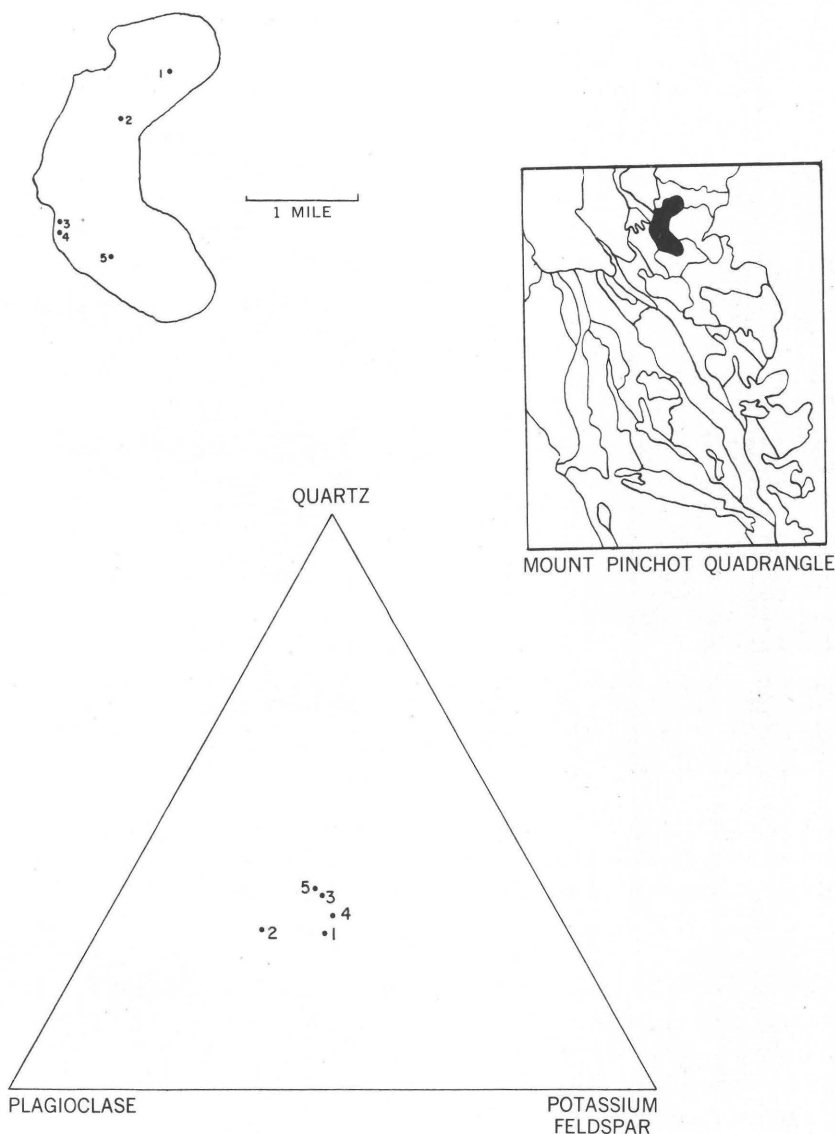 1
2
3
4
5
1 MILE
MOUNT PINCHOT QUADRANGLE
QUARTZ
5
3
4
2
1
PLAGIOCLASE
POTASSIUM
FELDSPAR